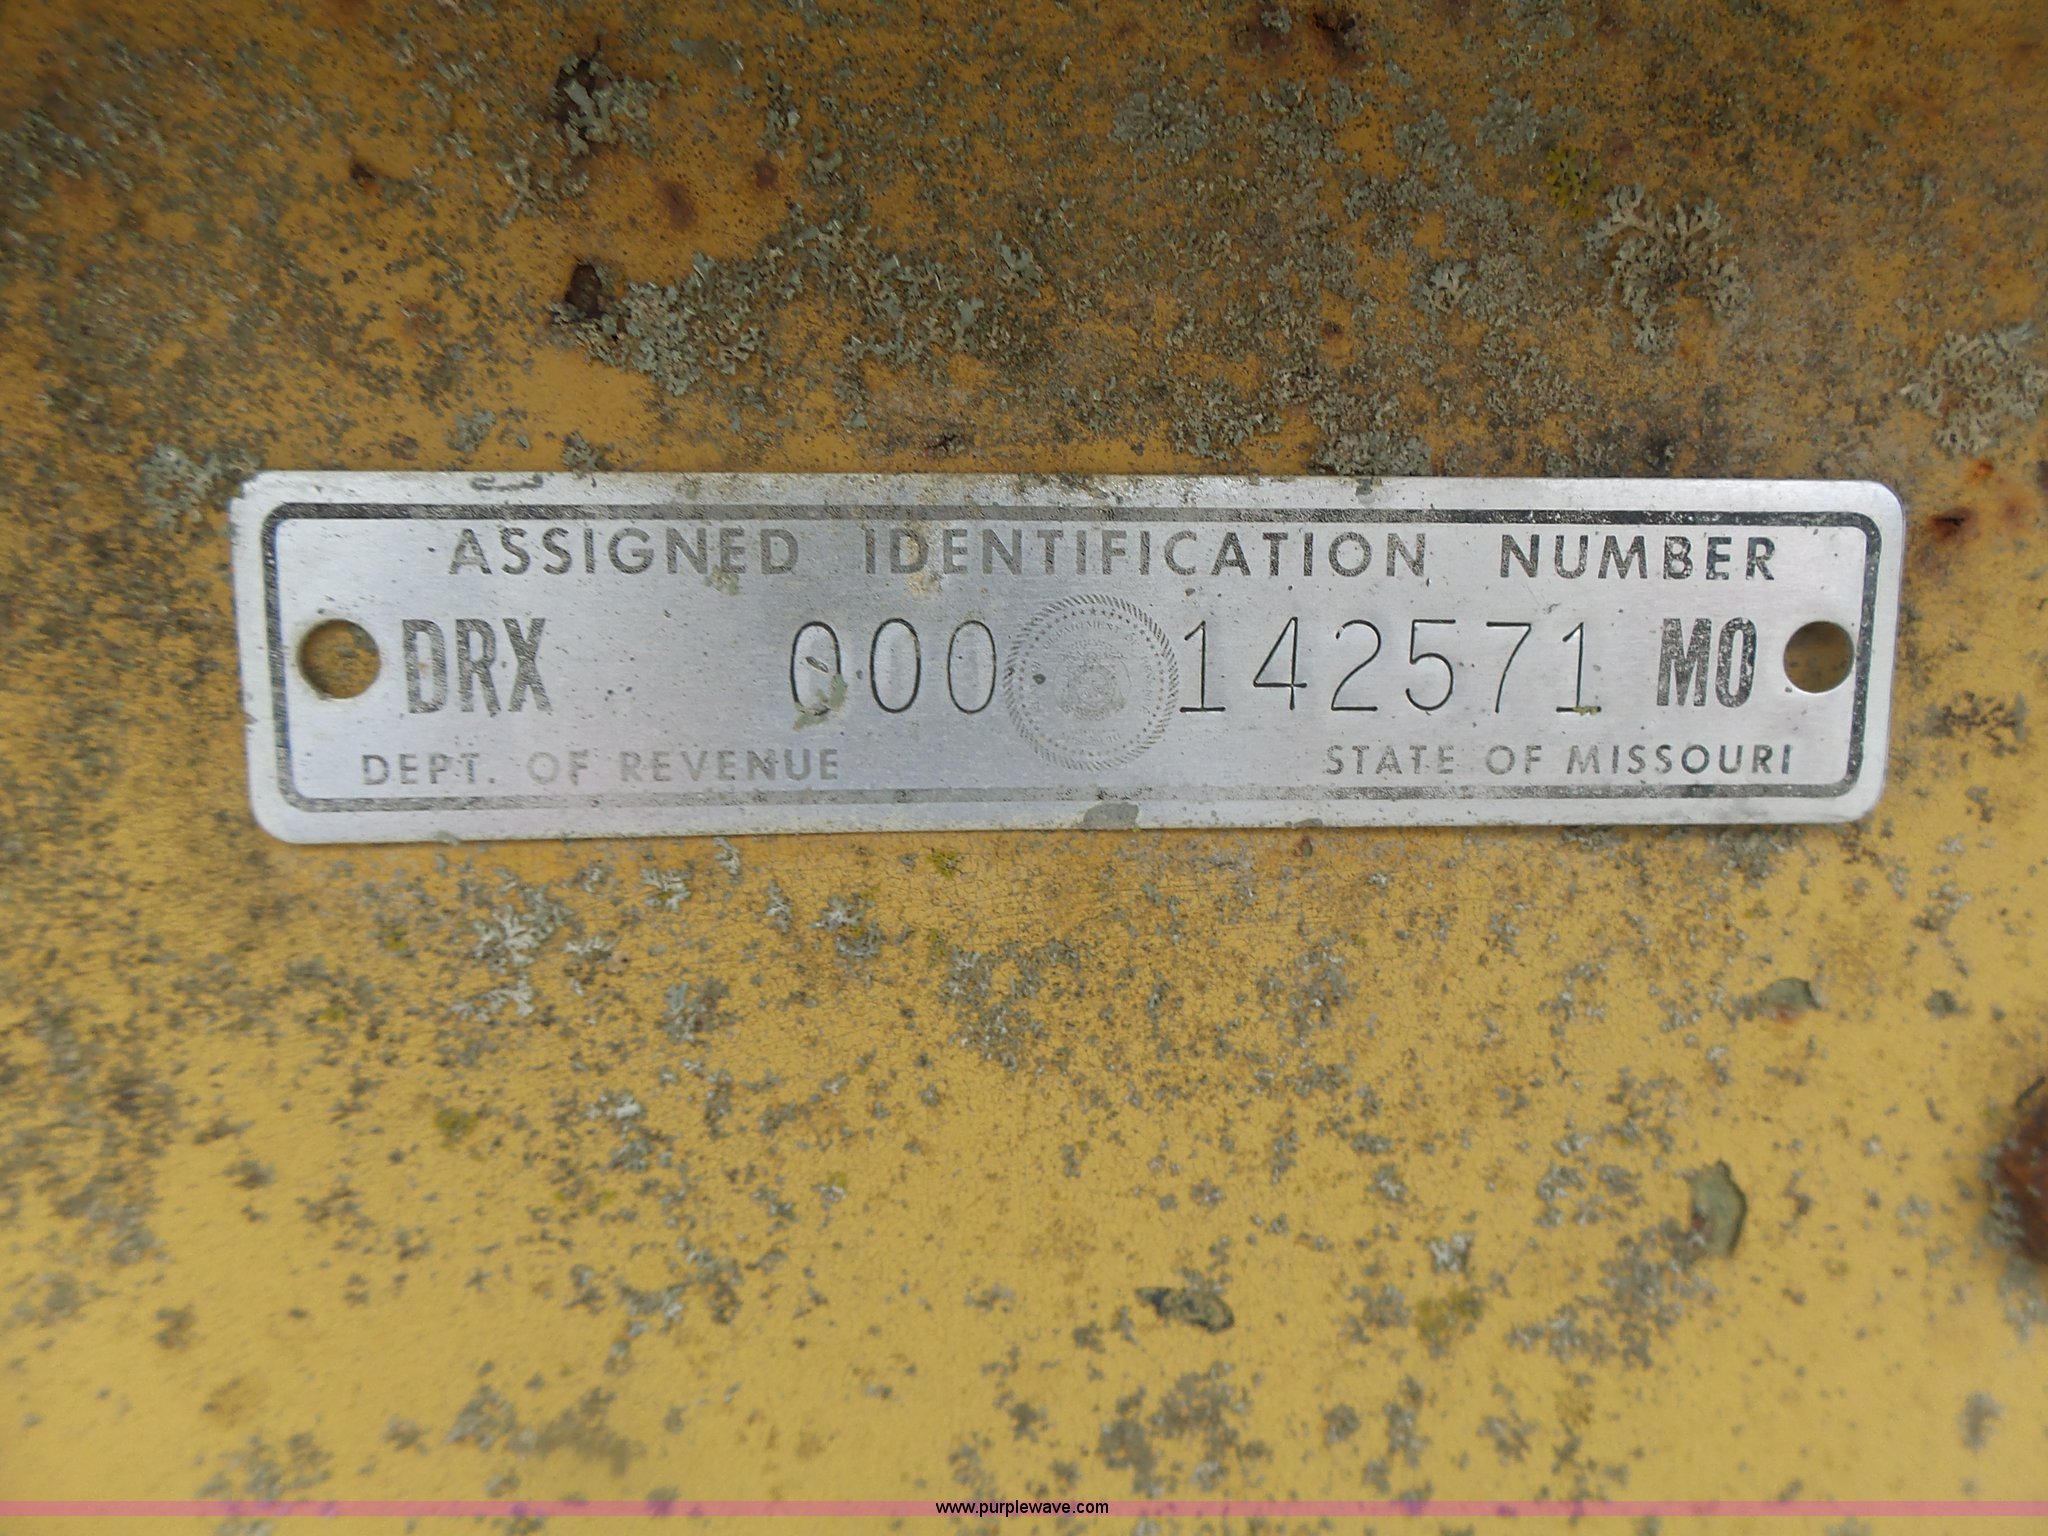 ASSIGNED IDENTIFICATION NUMBER
DRX 000 142571 MO
DEPT. OF REVENUE STATE OF MISSOURI
www.purplewave.com